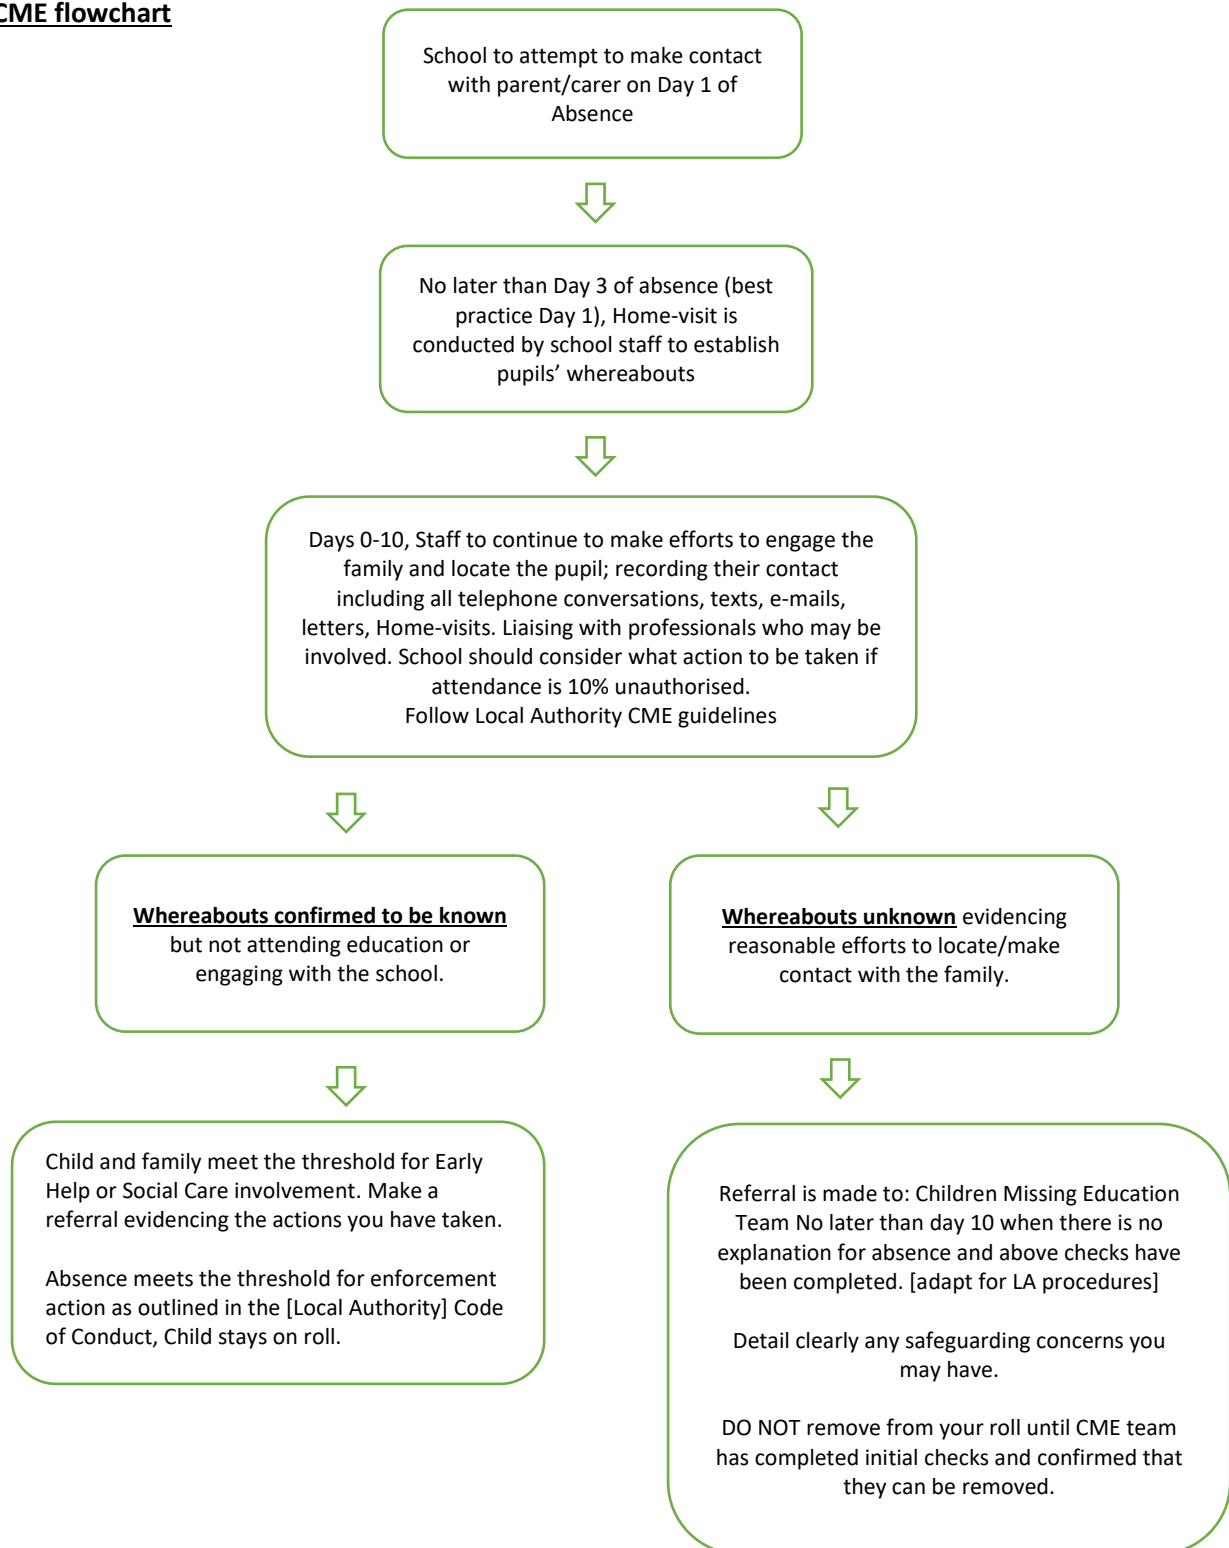 CME flowchart
School to attempt to make contact
with parent/carer on Day 1 of
Absence
No later than Day 3 of absence (best
practice Day 1), Home-visit is
conducted by school staff to establish
pupils’ whereabouts
Days 0-10, Staff to continue to make efforts to engage the
family and locate the pupil; recording their contact
including all telephone conversations, texts, e-mails,
letters, Home-visits. Liaising with professionals who may be
involved. School should consider what action to be taken if
attendance is 10% unauthorised.
Follow Local Authority CME guidelines
Whereabouts confirmed to be known
but not attending education or
engaging with the school.
Whereabouts unknown evidencing
reasonable efforts to locate/make
contact with the family.
Child and family meet the threshold for Early
Help or Social Care involvement. Make a
referral evidencing the actions you have taken.
Absence meets the threshold for enforcement
action as outlined in the [Local Authority] Code
of Conduct, Child stays on roll.
Referral is made to: Children Missing Education
Team No later than day 10 when there is no
explanation for absence and above checks have
been completed. [adapt for LA procedures]
Detail clearly any safeguarding concerns you
may have.
DO NOT remove from your roll until CME team
has completed initial checks and confirmed that
they can be removed.